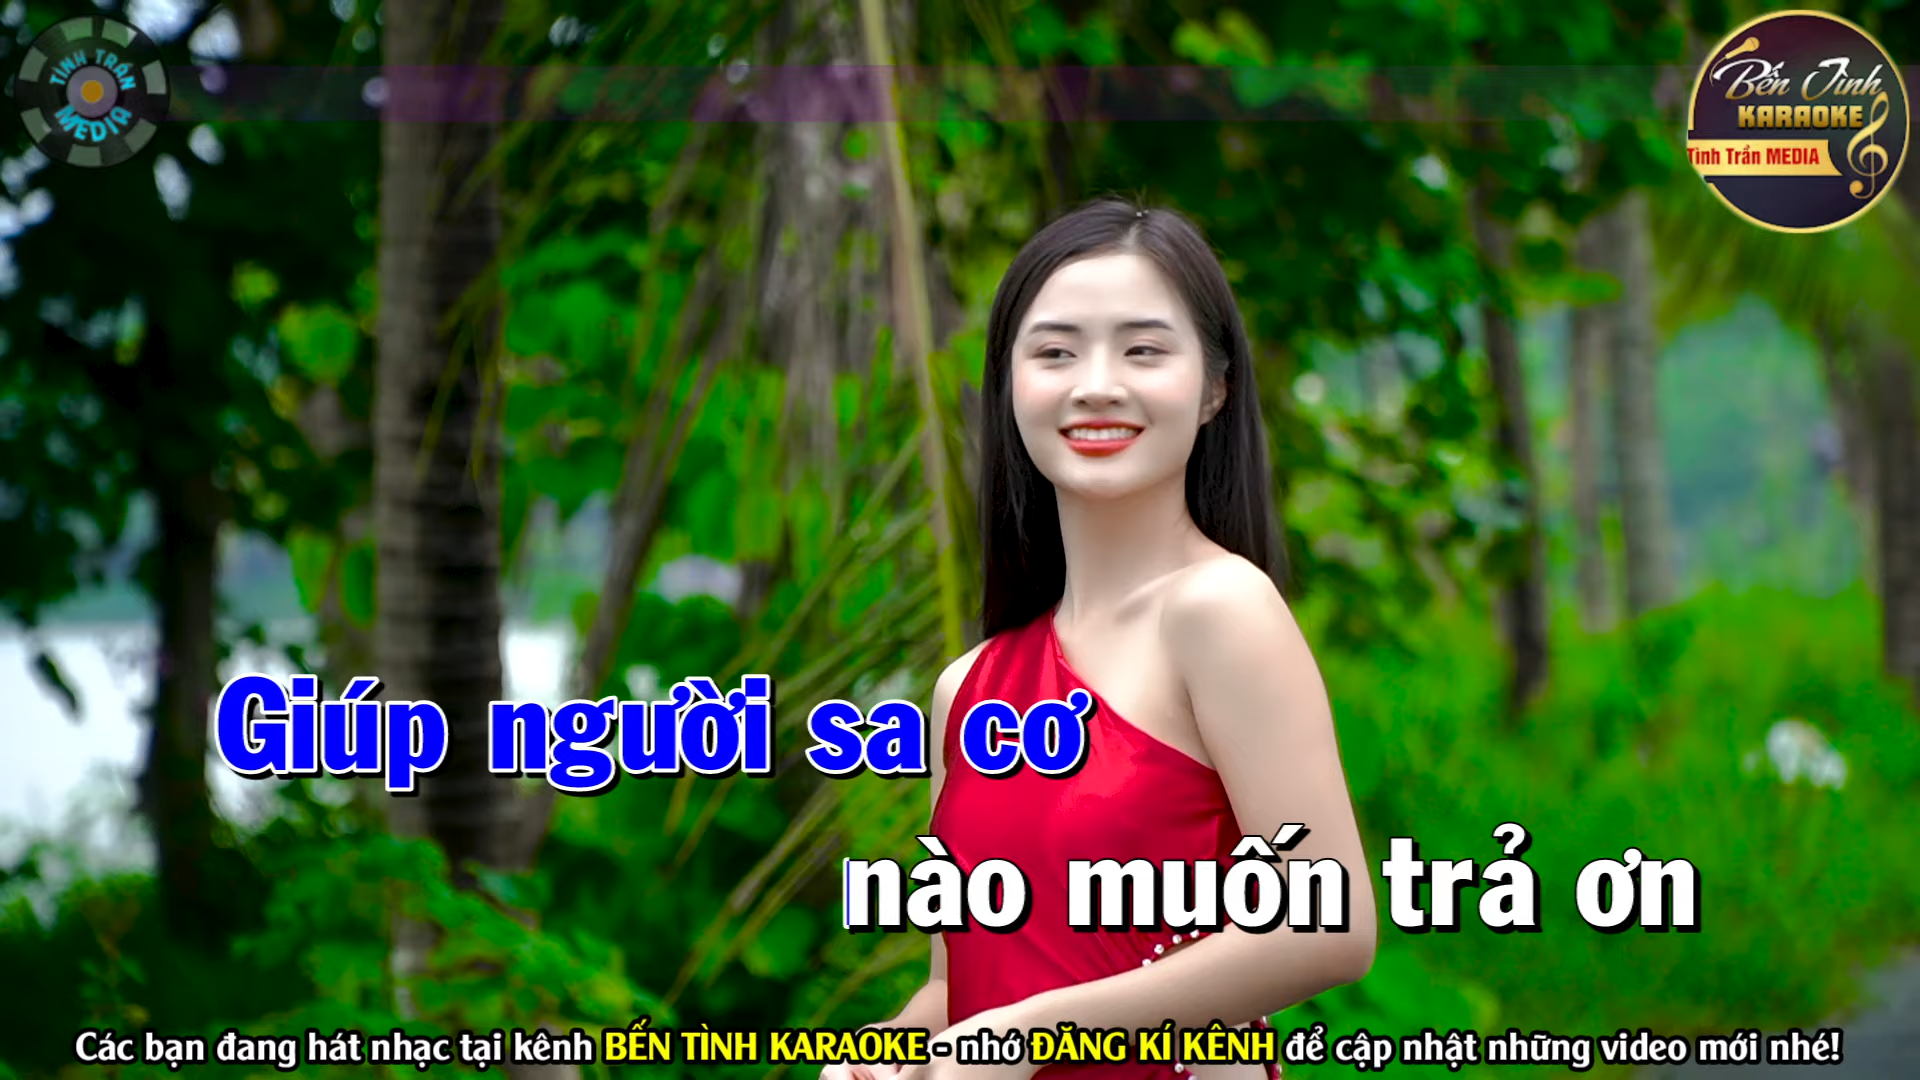 TÌNH TRẦN
MEDIA
Bến Tình
KARAOKE
Tình Trần MEDIA
Giúp người sa cơ
nào muốn trả ơn
Các bạn đang hát nhạc tại kênh BẾN TÌNH KARAOKE - nhớ ĐĂNG KÍ KÊNH để cập nhật những video mới nhé!